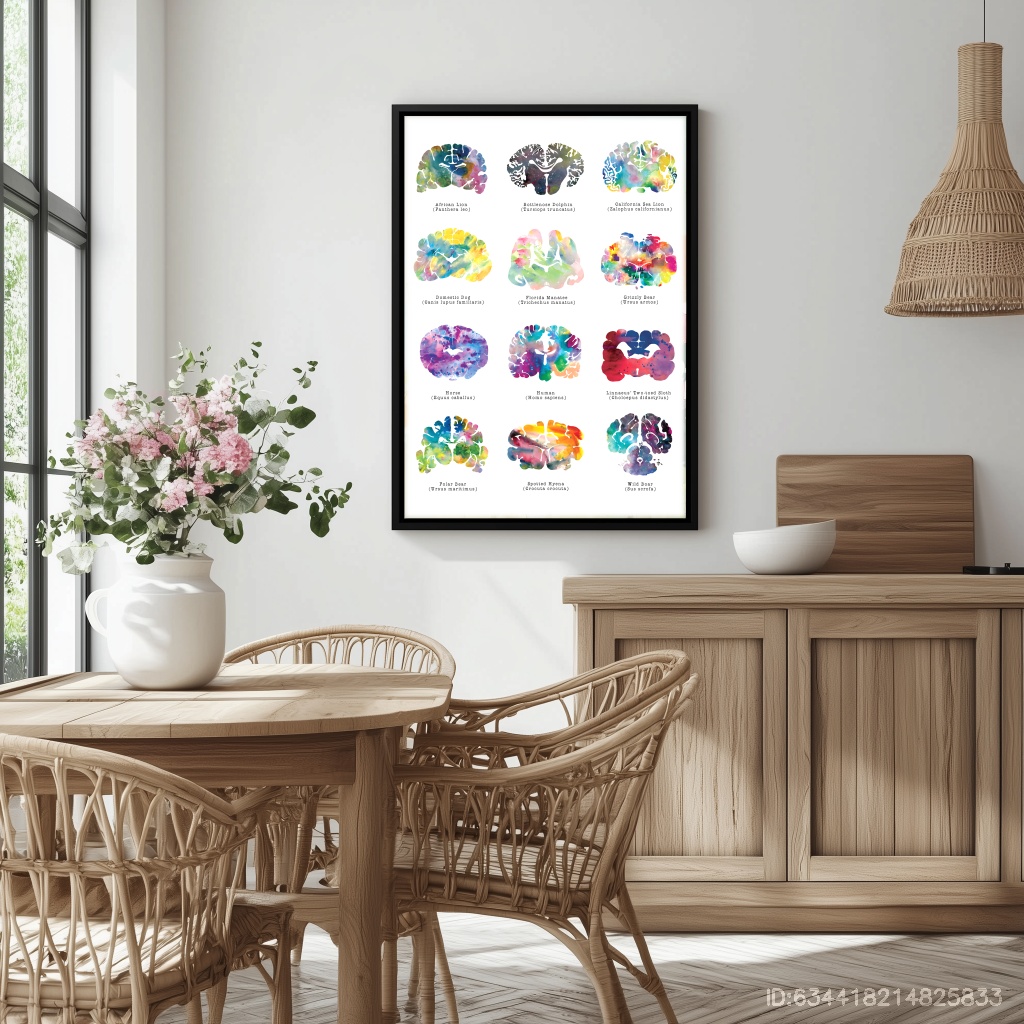 African Lion
(Panthera leo)
Bottlenose Dolphin
(Tursiops truncatus)
California Sea Lion
(Zalophus californianus)
Domestic Dog
(Canis lupus familiaris)
Florida Manatee
(Trichechus manatus)
Grizzly Bear
(Ursus arctos)
Horse
(Equus caballus)
Human
(Homo sapiens)
Linnaeus' Two-toed Sloth
(Choloepus didactylus)
Polar Bear
(Ursus maritimus)
Spotted Hyena
(Crocuta crocuta)
Wild Boar
(Sus scrofa)
ID:634418214825833